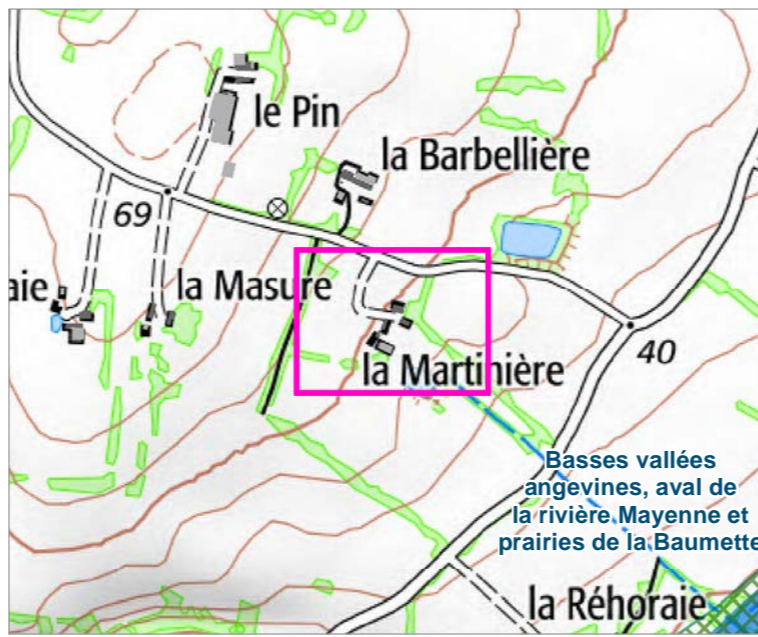 le Pin
la Barbellière
69
aie
la Masure
la Martinière
40
Basses vallées
angevines, aval de
la rivière Mayenne et
prairies de la Baumette
la Réhoraie